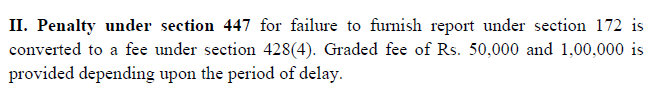 II. Penalty under section 447 for failure to furnish report under section 172 is
converted to a fee under section 428(4). Graded fee of Rs. 50,000 and 1,00,000 is
provided depending upon the period of delay.